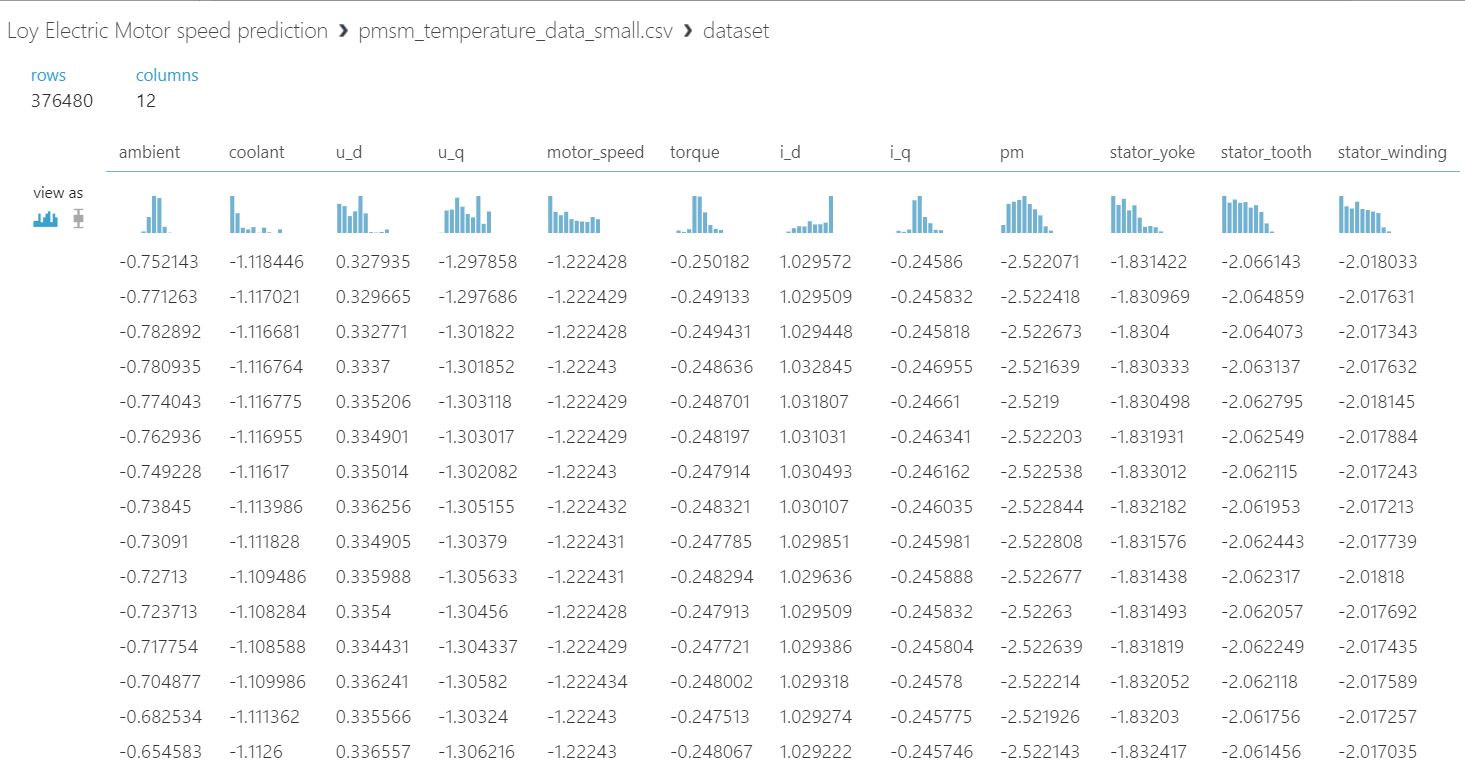 Loy Electric Motor speed prediction › pmsm_temperature_data_small.csv › dataset
rows columns
376480 12
ambient coolant u_d u_q motor_speed torque i_d i_q pm stator_yoke stator_tooth stator_winding
view as
-0.752143 -1.118446 0.327935 -1.297858 -1.222428 -0.250182 1.029572 -0.24586 -2.522071 -1.831422 -2.066143 -2.018033
-0.771263 -1.117021 0.329665 -1.297686 -1.222429 -0.249133 1.029509 -0.245832 -2.522418 -1.830969 -2.064859 -2.017631
-0.782892 -1.116681 0.332771 -1.301822 -1.222428 -0.249431 1.029448 -0.245818 -2.522673 -1.8304 -2.064073 -2.017343
-0.780935 -1.116764 0.3337 -1.301852 -1.22243 -0.248636 1.032845 -0.246955 -2.521639 -1.830333 -2.063137 -2.017632
-0.774043 -1.116775 0.335206 -1.303118 -1.222429 -0.248701 1.031807 -0.24661 -2.5219 -1.830498 -2.062795 -2.018145
-0.762936 -1.116955 0.334901 -1.303017 -1.222429 -0.248197 1.031031 -0.246341 -2.522203 -1.831931 -2.062549 -2.017884
-0.749228 -1.11617 0.335014 -1.302082 -1.22243 -0.247914 1.030493 -0.246162 -2.522538 -1.833012 -2.062115 -2.017243
-0.73845 -1.113986 0.336256 -1.305155 -1.222432 -0.248321 1.030107 -0.246035 -2.522844 -1.832182 -2.061953 -2.017213
-0.73091 -1.111828 0.334905 -1.30379 -1.222431 -0.247785 1.029851 -0.245981 -2.522808 -1.831576 -2.062443 -2.017739
-0.72713 -1.109486 0.335988 -1.305633 -1.222431 -0.248294 1.029636 -0.245888 -2.522677 -1.831438 -2.062317 -2.01818
-0.723713 -1.108284 0.3354 -1.30456 -1.222428 -0.247913 1.029509 -0.245832 -2.52263 -1.831493 -2.062057 -2.017692
-0.717754 -1.108588 0.334431 -1.304337 -1.222429 -0.247721 1.029386 -0.245804 -2.522639 -1.831819 -2.062249 -2.017435
-0.704877 -1.109986 0.336241 -1.30582 -1.222434 -0.248002 1.029318 -0.24578 -2.522214 -1.832052 -2.062118 -2.017589
-0.682534 -1.111362 0.335566 -1.30324 -1.22243 -0.247513 1.029274 -0.245775 -2.521926 -1.83203 -2.061756 -2.017257
-0.654583 -1.1126 0.336557 -1.306216 -1.22243 -0.248067 1.029222 -0.245746 -2.522143 -1.832417 -2.061456 -2.017035